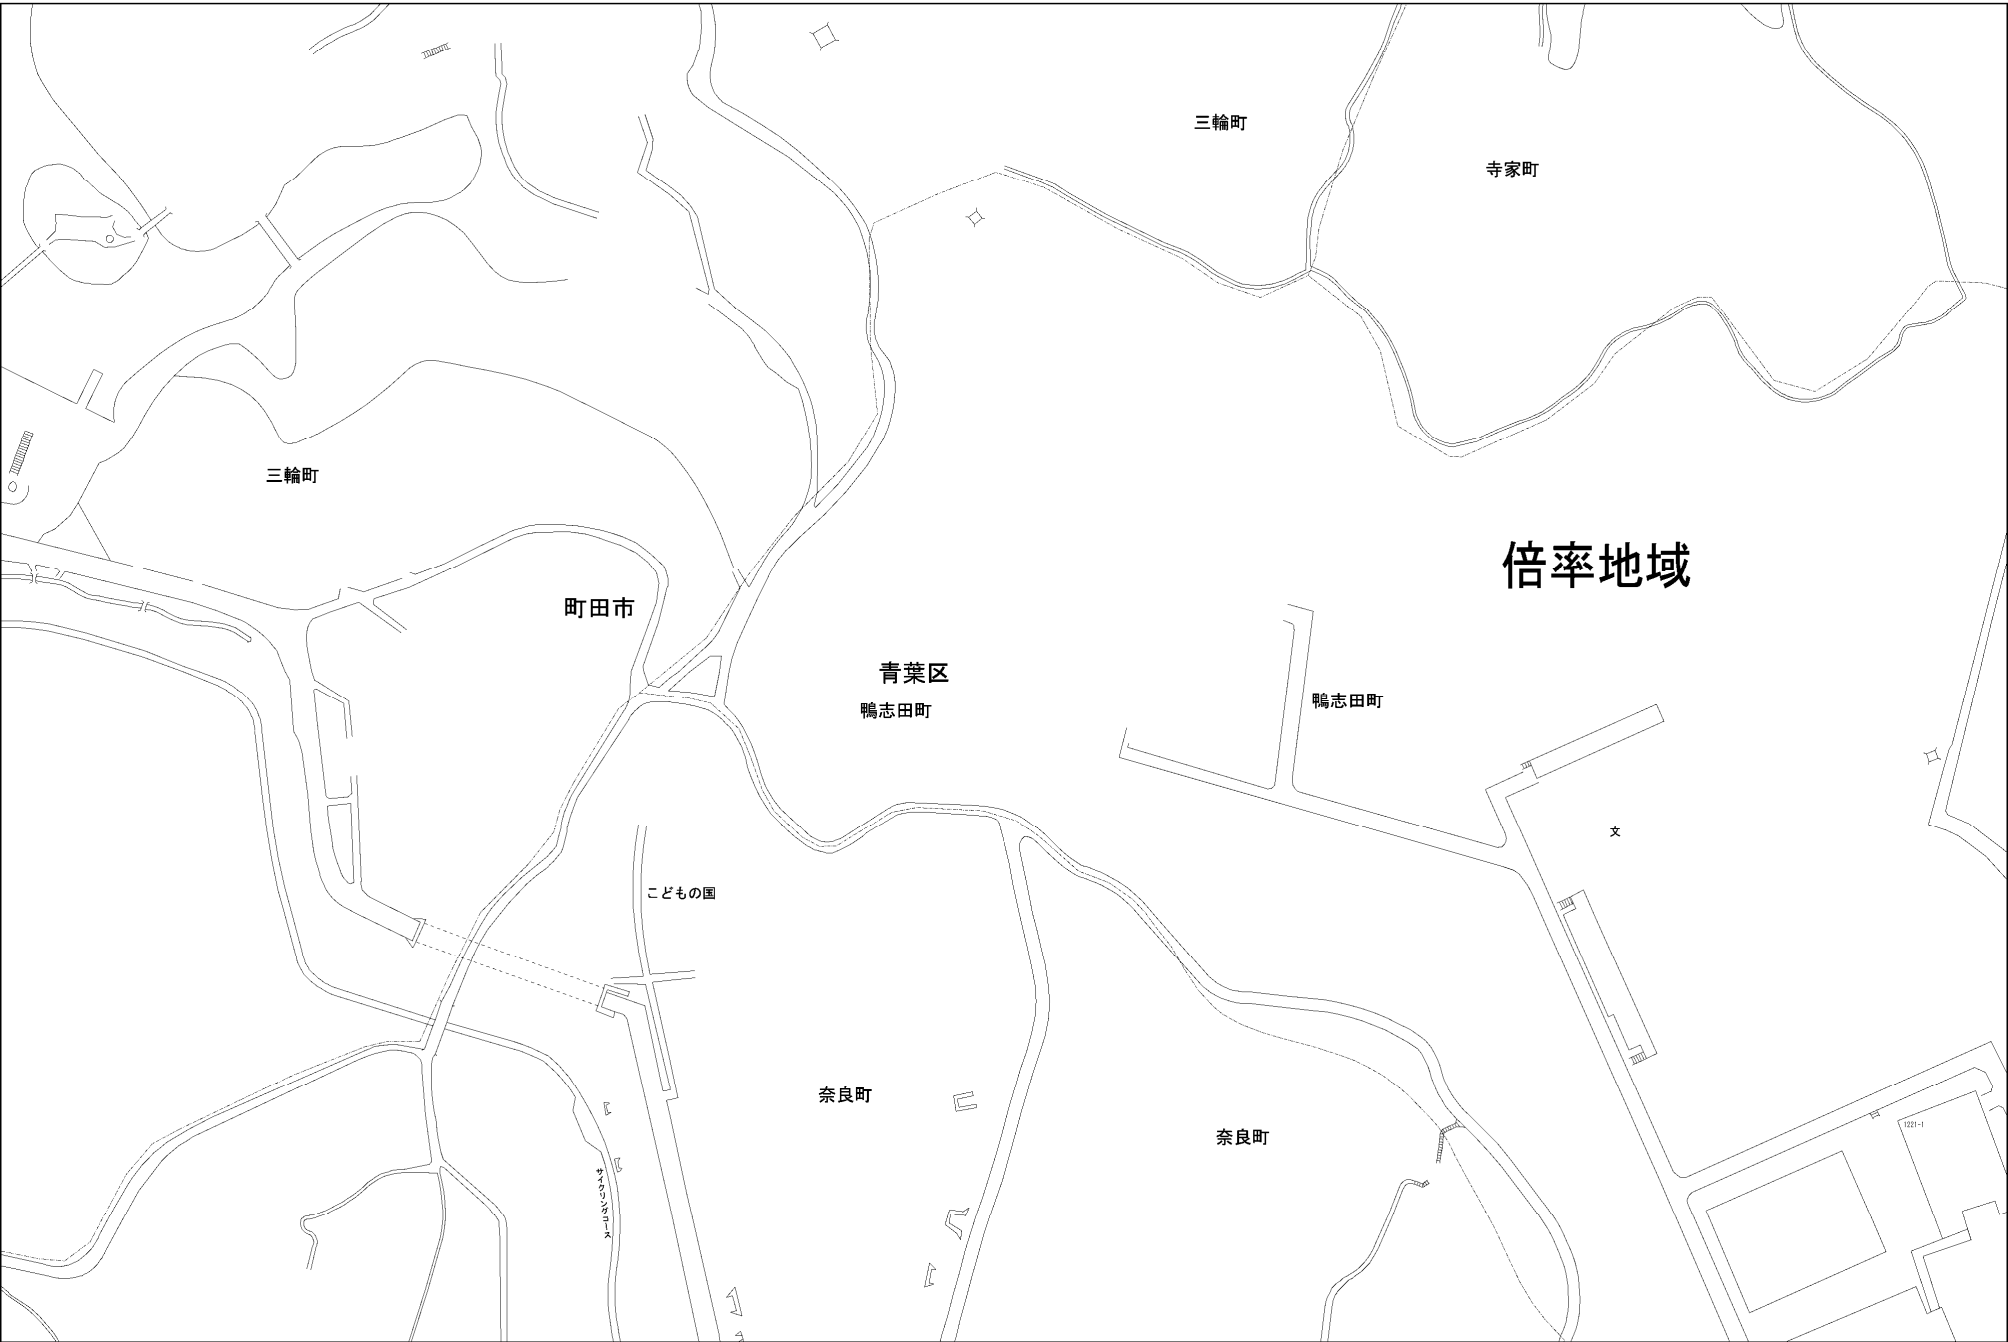 三輪町
寺家町
三輪町
倍率地域
町田市
青葉区
鴨志田町
鴨志田町
文
こどもの国
奈良町
奈良町
1221-1
サイクリングコース